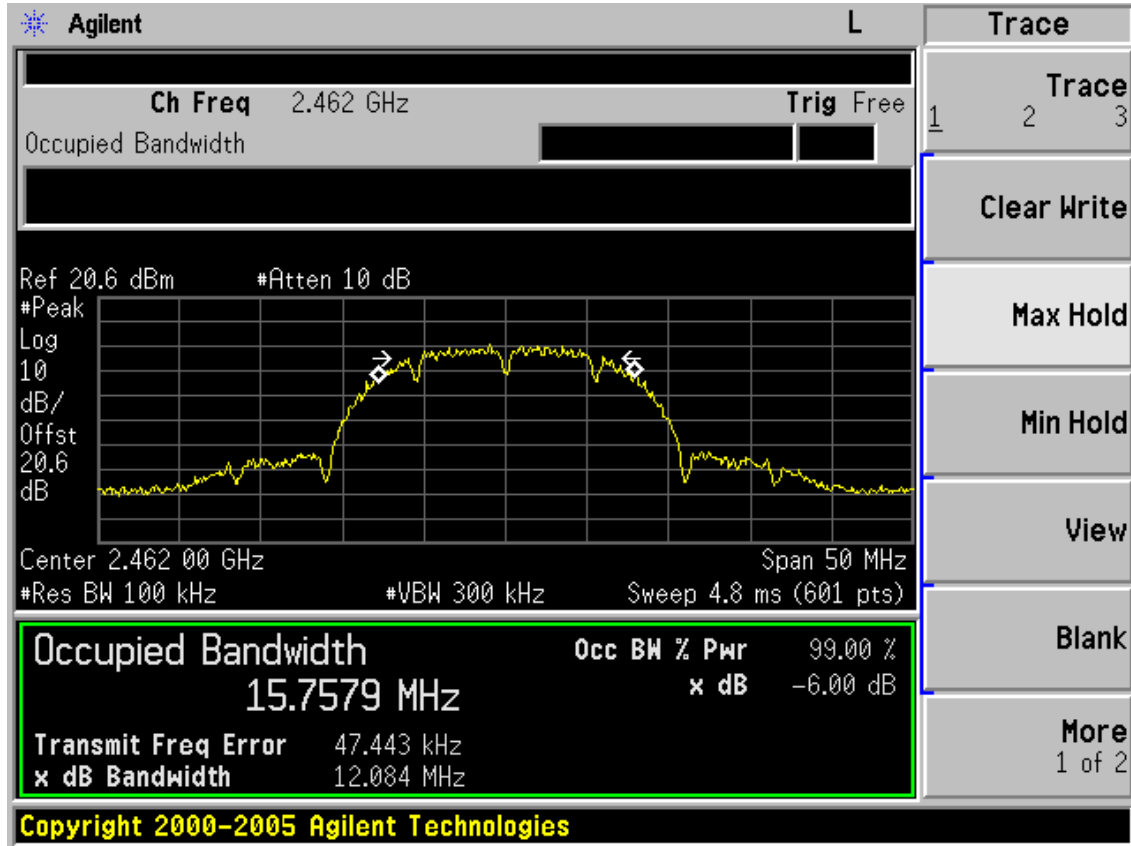 Agilent
L
Trace
Ch Freq 2.462 GHz
Trig Free
Occupied Bandwidth
Ref 20.6 dBm
#Atten 10 dB
#Peak
Log
10
dB/
Offst
20.6
dB
Center 2.462 00 GHz
Span 50 MHz
#Res BW 100 kHz
#VBW 300 kHz
Sweep 4.8 ms (601 pts)
Occupied Bandwidth
15.7579 MHz
Occ BW % Pwr 99.00 %
x dB -6.00 dB
Transmit Freq Error 47.443 kHz
x dB Bandwidth 12.084 MHz
Trace
1 2 3
Clear Write
Max Hold
Min Hold
View
Blank
More
1 of 2
Copyright 2000-2005 Agilent Technologies